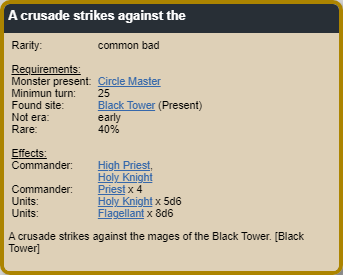 A crusade strikes against the
Rarity: common bad
Requirements:
Monster present: Circle Master
Minimun turn: 25
Found site: Black Tower (Present)
Not era: early
Rare: 40%
Effects:
Commander: High Priest,
Holy Knight
Commander: Priest x 4
Units: Holy Knight x 5d6
Units: Flagellant x 8d6
A crusade strikes against the mages of the Black Tower. [Black
Tower]